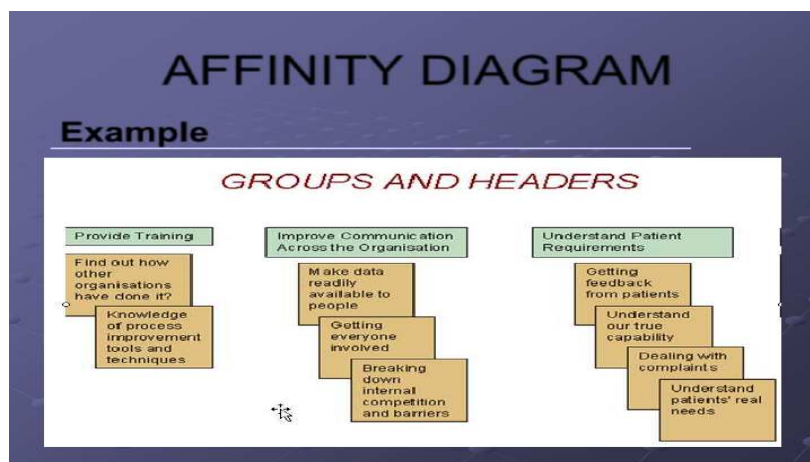 AFFINITY DIAGRAM
Example
GROUPS AND HEADERS
Provide Training
Find out how
other
organisations
have done it?
Knowledge
of process
improvement
tools and
techniques
Improve Communication
Across the Organisation
Make data
readily
available to
people
Getting
everyone
involved
Breaking
down
internal
competition
and barriers
Understand Patient
Requirements
Getting
feedback
from patients
Understand
our true
capability
Dealing with
complaints
Understand
patients' real
needs